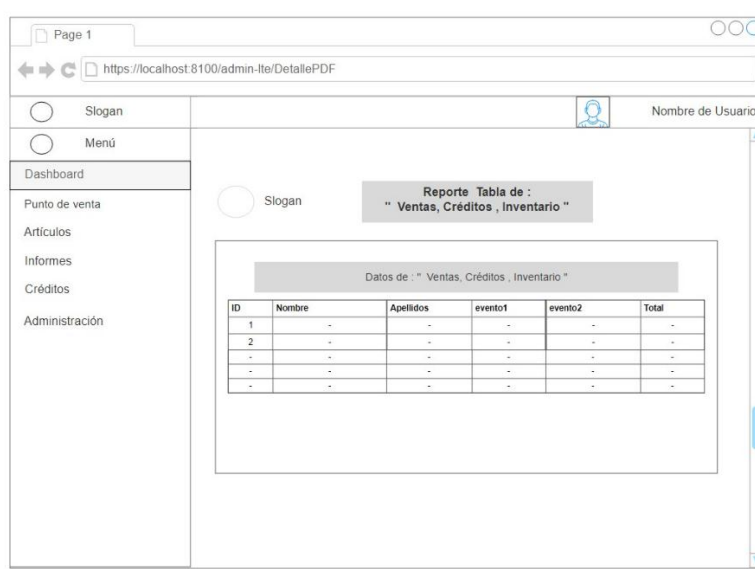 Page 1
https://localhost:8100/admin-lte/DetallePDF
Slogan
Nombre de Usuario
Menú
Dashboard
Punto de venta
Artículos
Informes
Créditos
Administración
Slogan
Reporte Tabla de :
" Ventas, Créditos , Inventario "
Datos de : " Ventas, Créditos , Inventario "
ID Nombre Apellidos evento1 evento2 Total
1 - - - - -
2 - - - - -
- - - - - -
- - - - - -
- - - - - -